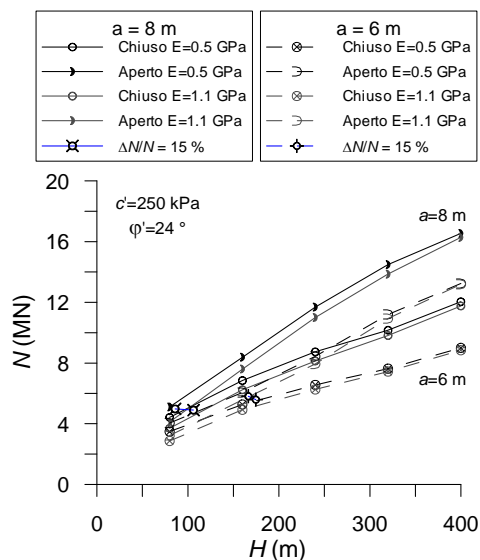 a = 8 m
Chiuso E=0.5 GPa
Aperto E=0.5 GPa
Chiuso E=1.1 GPa
Aperto E=1.1 GPa
ΔN/N = 15 %
a = 6 m
Chiuso E=0.5 GPa
Aperto E=0.5 GPa
Chiuso E=1.1 GPa
Aperto E=1.1 GPa
ΔN/N = 15 %
20
16
12
8
4
0
N (MN)
c'=250 kPa
φ'=24 °
a=8 m
a=6 m
0
100
200
300
400
H (m)